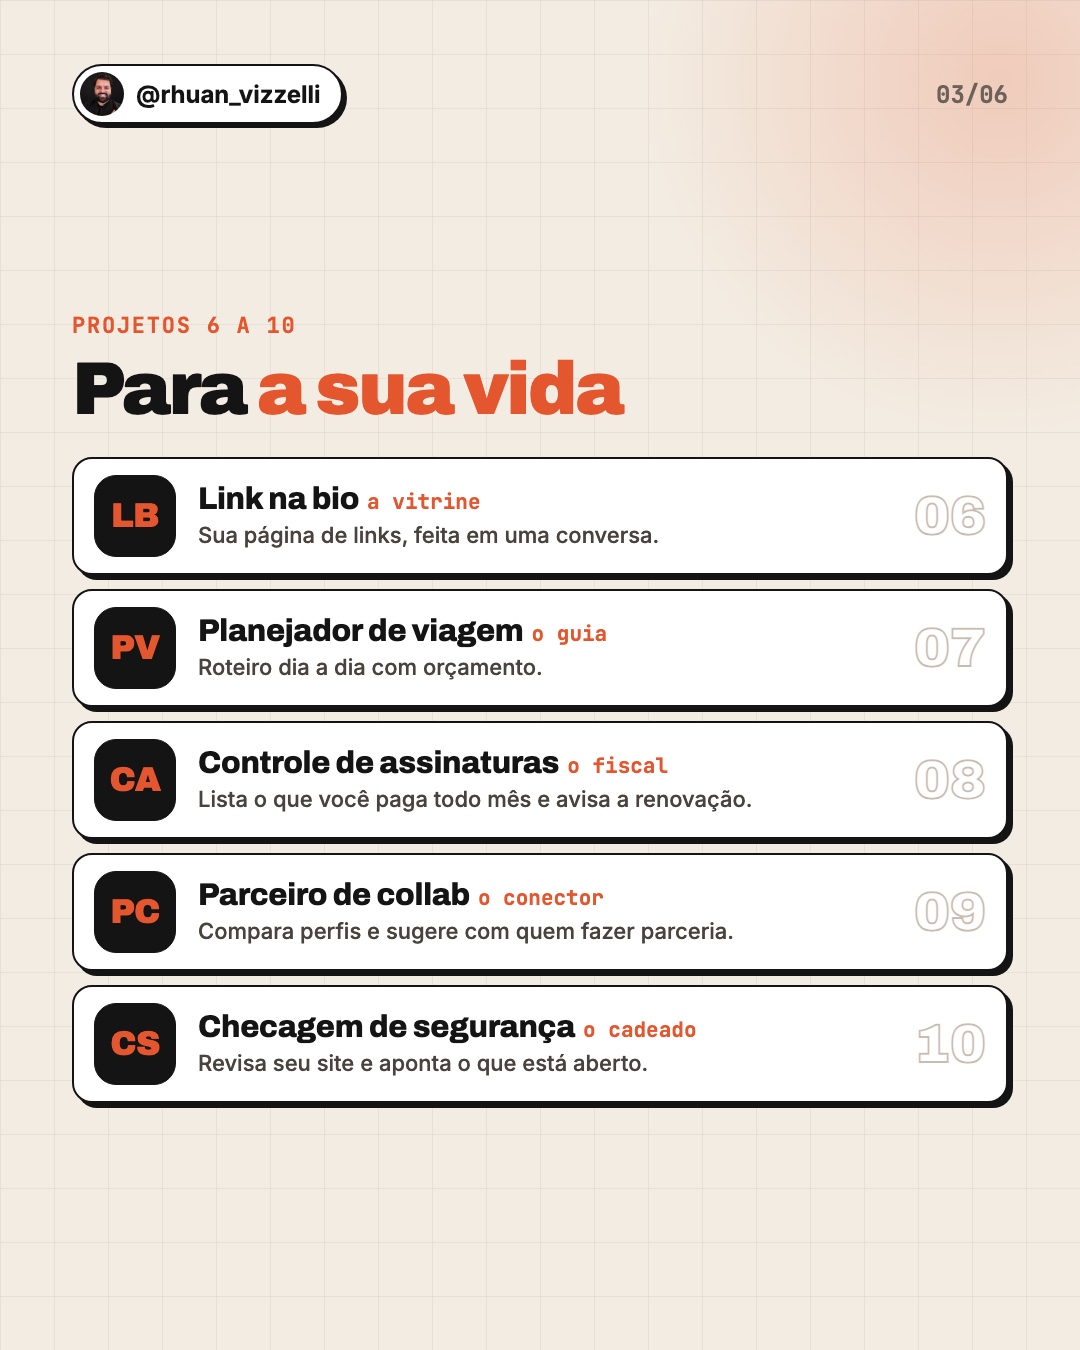 @rhuan_vizzelli
03/06
PROJETOS 6 A 10
Para a sua vida
LB
Link na bio a vitrine
Sua página de links, feita em uma conversa.
06
PV
Planejador de viagem o guia
Roteiro dia a dia com orçamento.
07
CA
Controle de assinaturas o fiscal
Lista o que você paga todo mês e avisa a renovação.
08
PC
Parceiro de collab o conector
Compara perfis e sugere com quem fazer parceria.
09
CS
Checagem de segurança o cadeado
Revisa seu site e aponta o que está aberto.
10